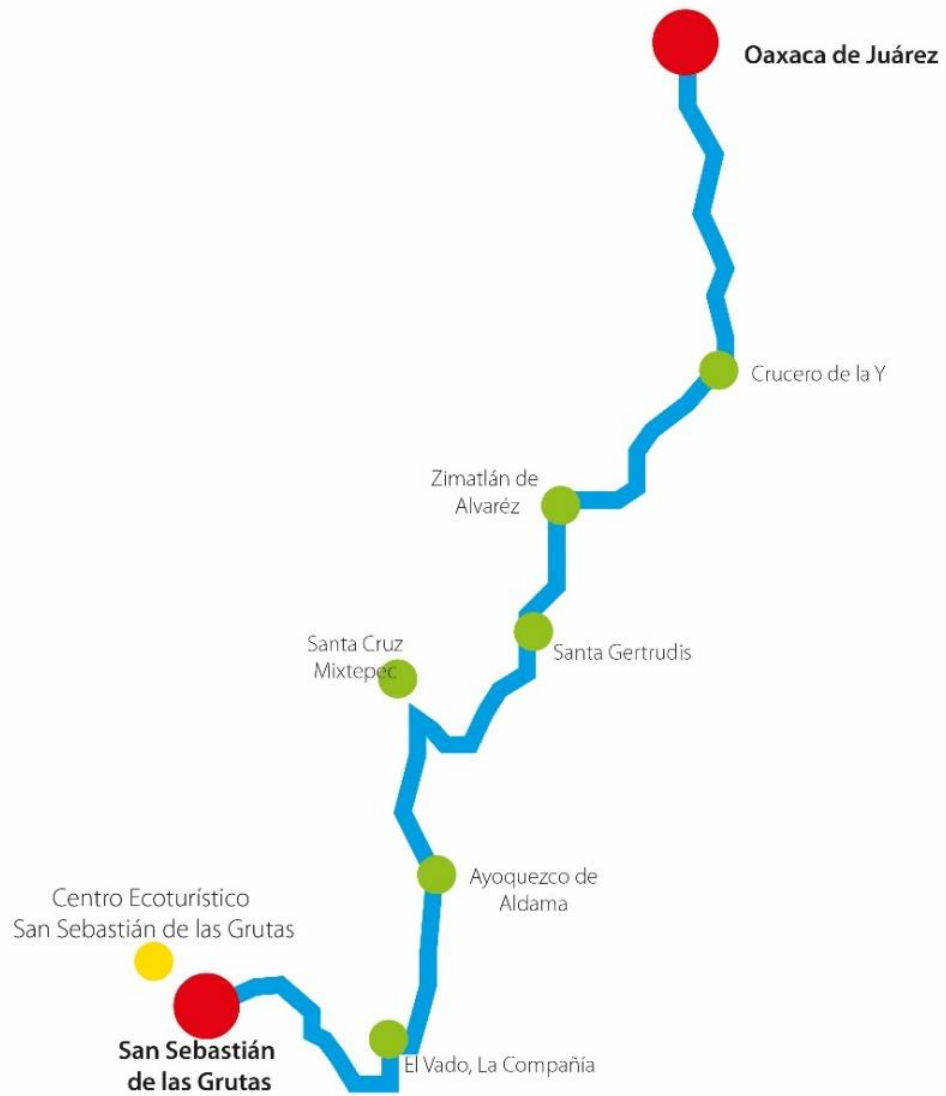 Oaxaca de Juárez
Crucero de la Y
Zimatlán de
Alvaréz
Santa Gertrudis
Santa Cruz
Mixtepec
Ayoquezco de
Aldama
Centro Ecoturístico
San Sebastián de las Grutas
San Sebastián
de las Grutas
El Vado, La Compañía